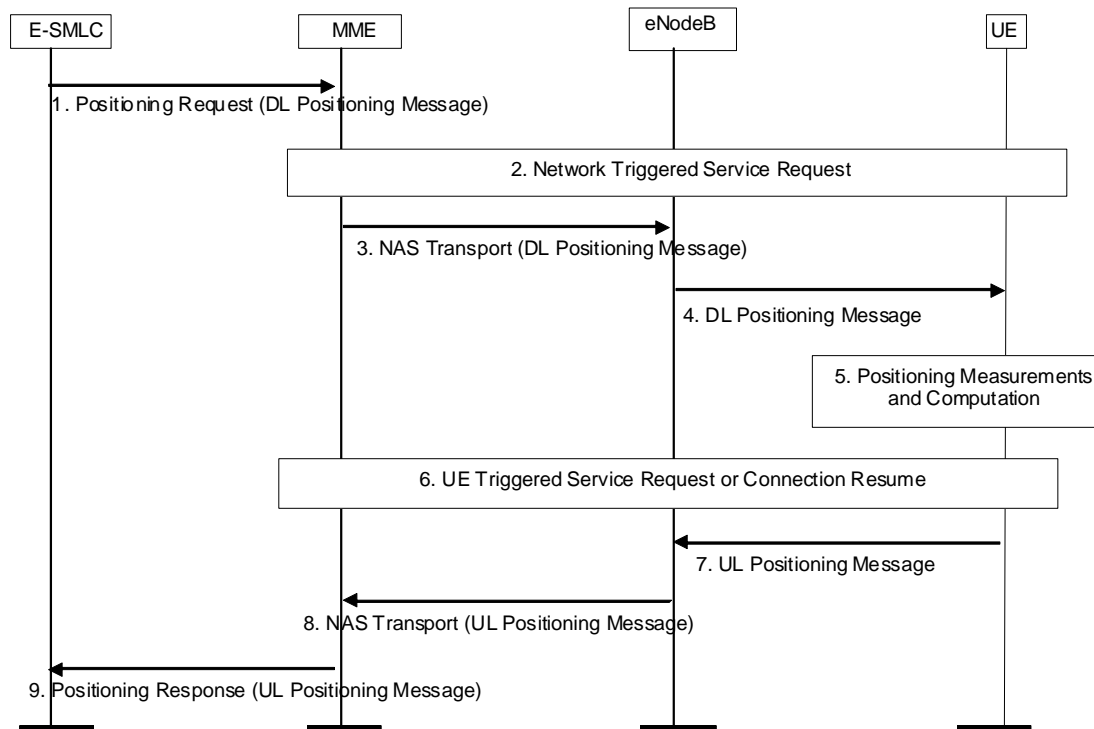 E-SMLC
MME
eNodeB
UE
1. Positioning Request (DL Positioning Message)
2. Network Triggered Service Request
3. NAS Transport (DL Positioning Message)
4. DL Positioning Message
5. Positioning Measurements
and Computation
6. UE Triggered Service Request or Connection Resume
7. UL Positioning Message
8. NAS Transport (UL Positioning Message)
9. Positioning Response (UL Positioning Message)